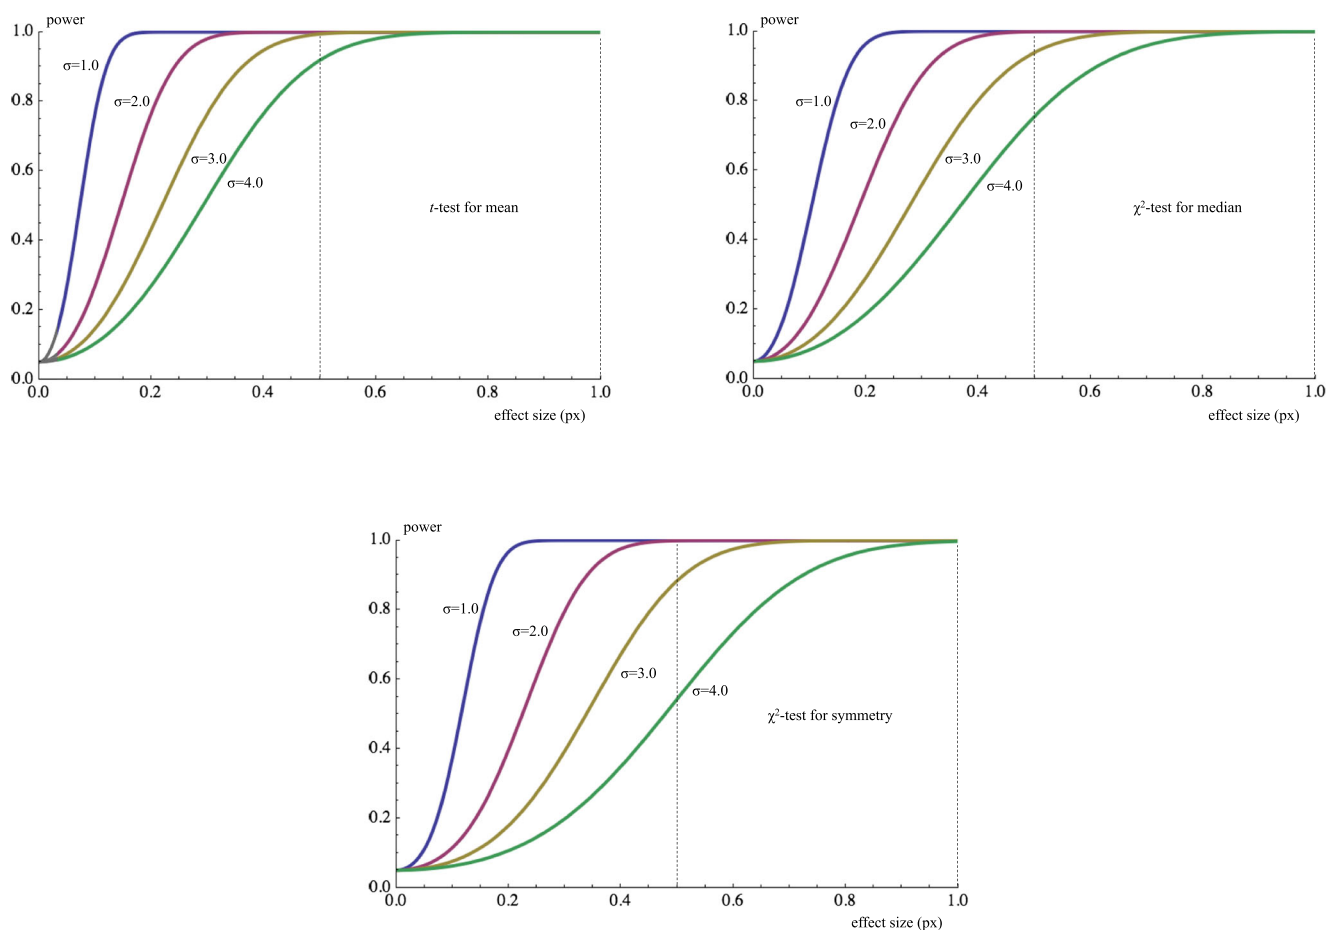 power
1.0
σ=1.0
0.8
σ=2.0
0.6
σ=3.0
σ=4.0
t-test for mean
0.4
0.2
0.0
0.0 0.2 0.4 0.6 0.8 1.0
effect size (px)
power
1.0
0.8
σ=1.0
σ=2.0
0.6
σ=3.0
σ=4.0
χ²-test for median
0.4
0.2
0.0
0.0 0.2 0.4 0.6 0.8 1.0
effect size (px)
power
1.0
0.8
σ=1.0
σ=2.0
0.6
σ=3.0
σ=4.0
χ²-test for symmetry
0.4
0.2
0.0
0.0 0.2 0.4 0.6 0.8 1.0
effect size (px)